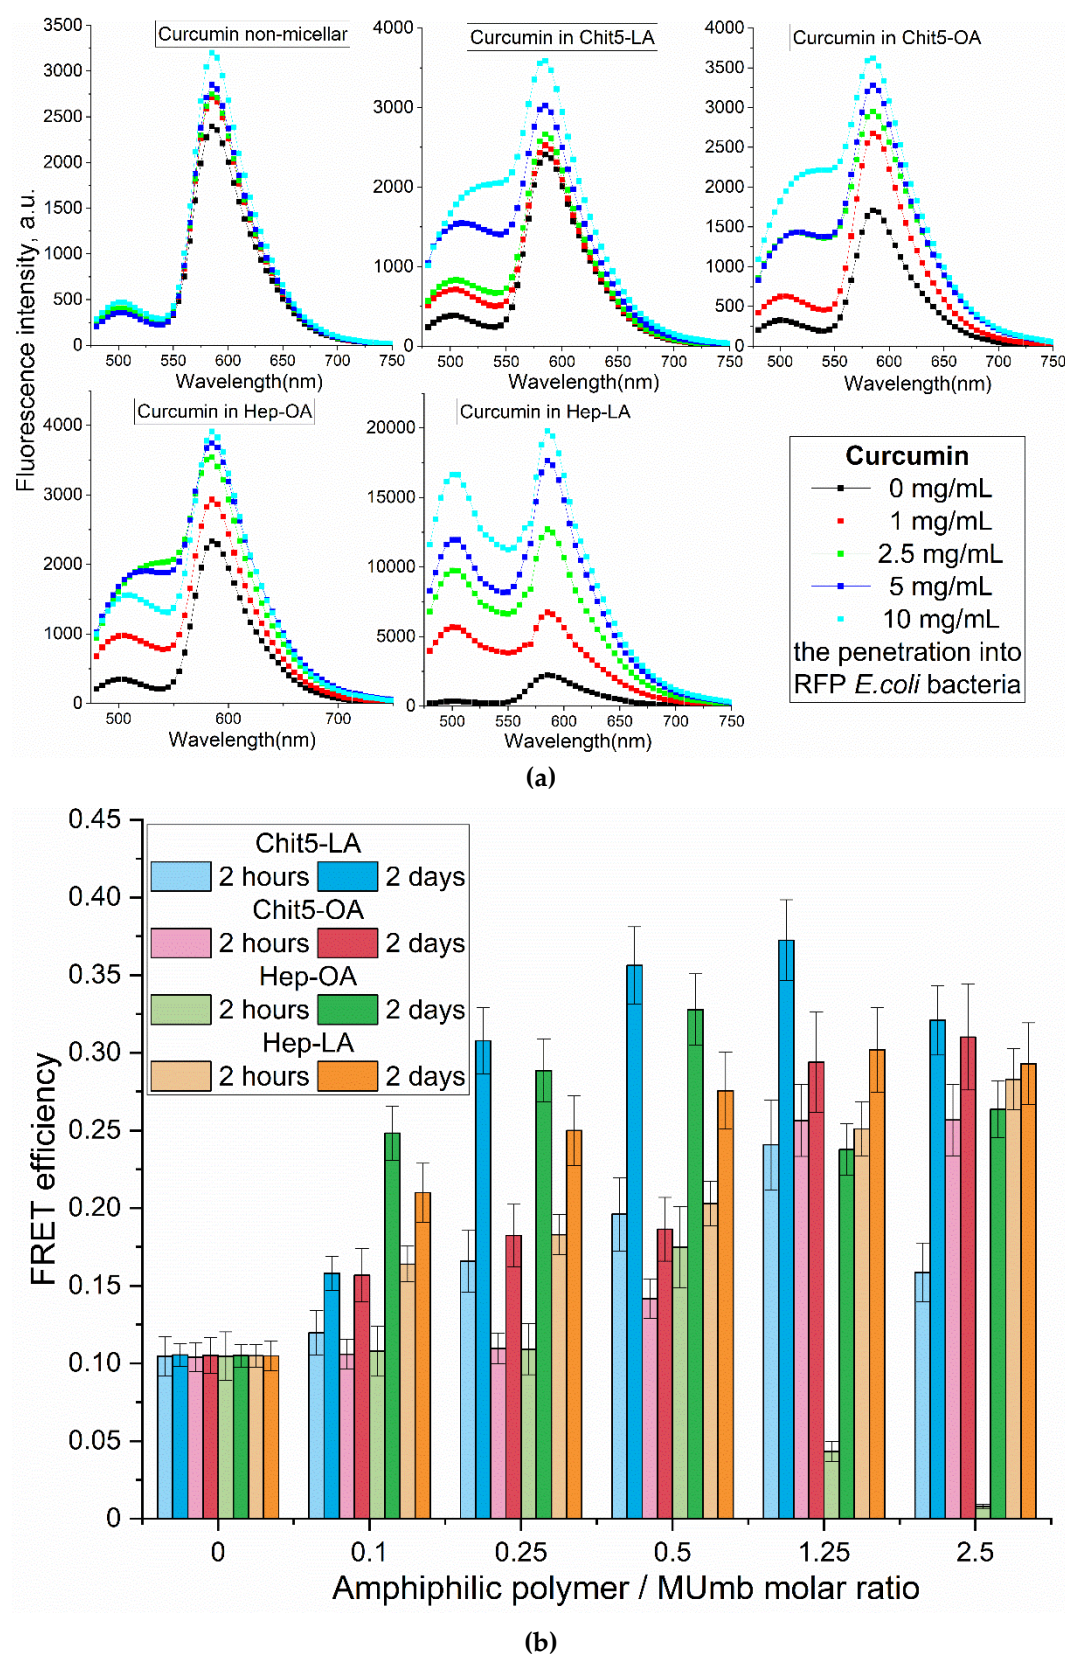 Fluorescence intensity, a.u.
Curcumin non-micellar
3500
3000
2500
2000
1500
1000
500
0
500 550 600 650 700 750
Wavelength(nm)
Curcumin in Chit5-LA
4000
3000
2000
1000
0
500 550 600 650 700 750
Wavelength(nm)
Curcumin in Chit5-OA
4000
3500
3000
2500
2000
1500
1000
500
0
500 550 600 650 700 750
Wavelength(nm)
Curcumin in Hep-OA
4000
3000
2000
1000
0
500 600 700
Wavelength(nm)
Curcumin in Hep-LA
20000
15000
10000
5000
0
500 550 600 650 700 750
Wavelength(nm)
Curcumin
0 mg/mL
1 mg/mL
2.5 mg/mL
5 mg/mL
10 mg/mL
the penetration into
RFP E.coli bacteria
(a)
FRET efficiency
0.45
0.40
0.35
0.30
0.25
0.20
0.15
0.10
0.05
0
Chit5-LA
2 hours 2 days
Chit5-OA
2 hours 2 days
Hep-OA
2 hours 2 days
Hep-LA
2 hours 2 days
0 0.1 0.25 0.5 1.25 2.5
Amphiphilic polymer / MUmb molar ratio
(b)